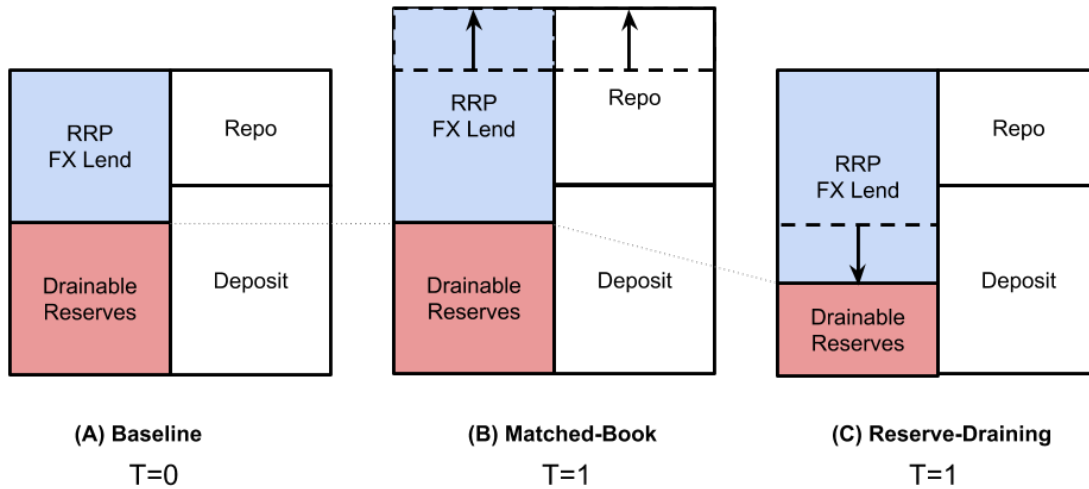 RRP
FX Lend
Repo
Drainable
Reserves
Deposit
(A) Baseline
T=0
RRP
FX Lend
Repo
Drainable
Reserves
Deposit
(B) Matched-Book
T=1
RRP
FX Lend
Repo
Drainable
Reserves
Deposit
(C) Reserve-Draining
T=1